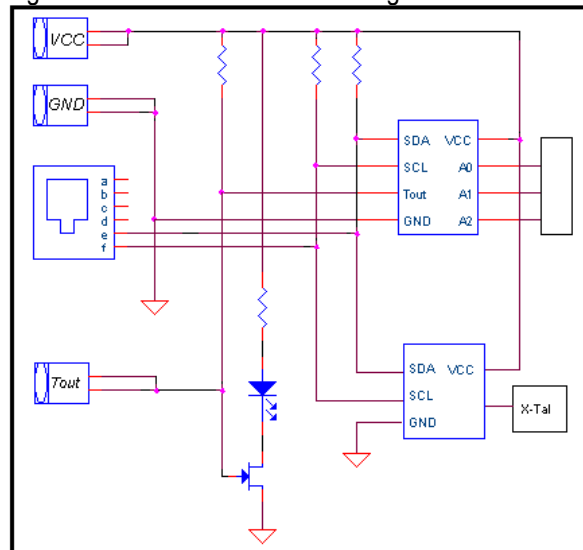 VCC
GND
a
b
c
d
e
f
Tout
SDA VCC
SCL A0
Tout A1
GND A2
SDA VCC
SCL
GND
X-Tal